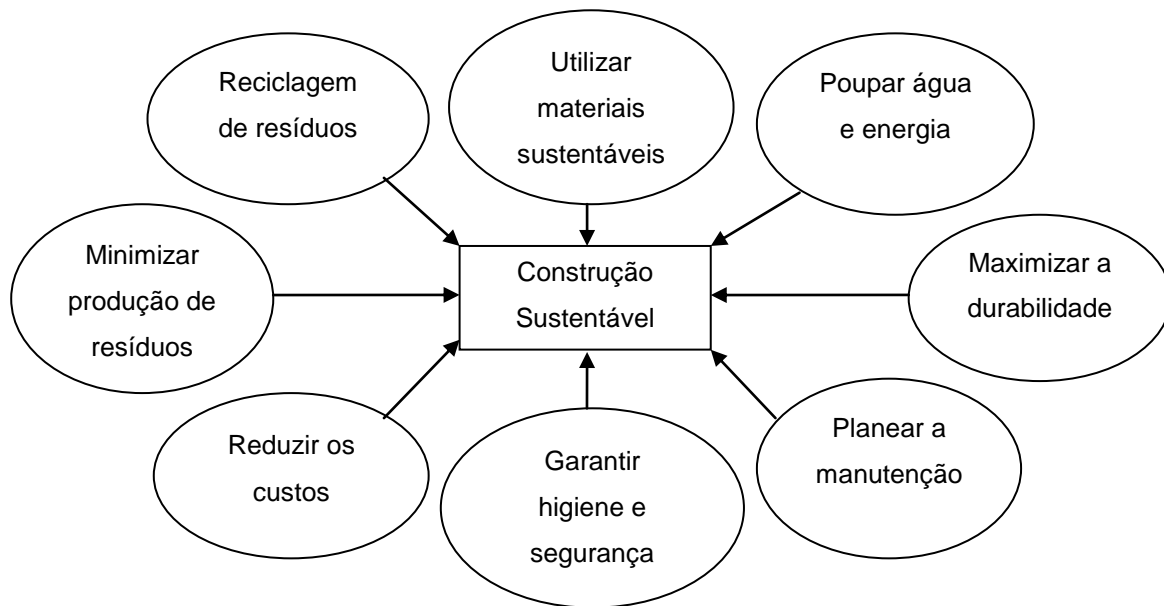 Reciclagem
de resíduos
Utilizar
materiais
sustentáveis
Poupar água
e energia
Minimizar
produção de
resíduos
Construção
Sustentável
Maximizar a
durabilidade
Reduzir os
custos
Garantir
higiene e
segurança
Planear a
manutenção